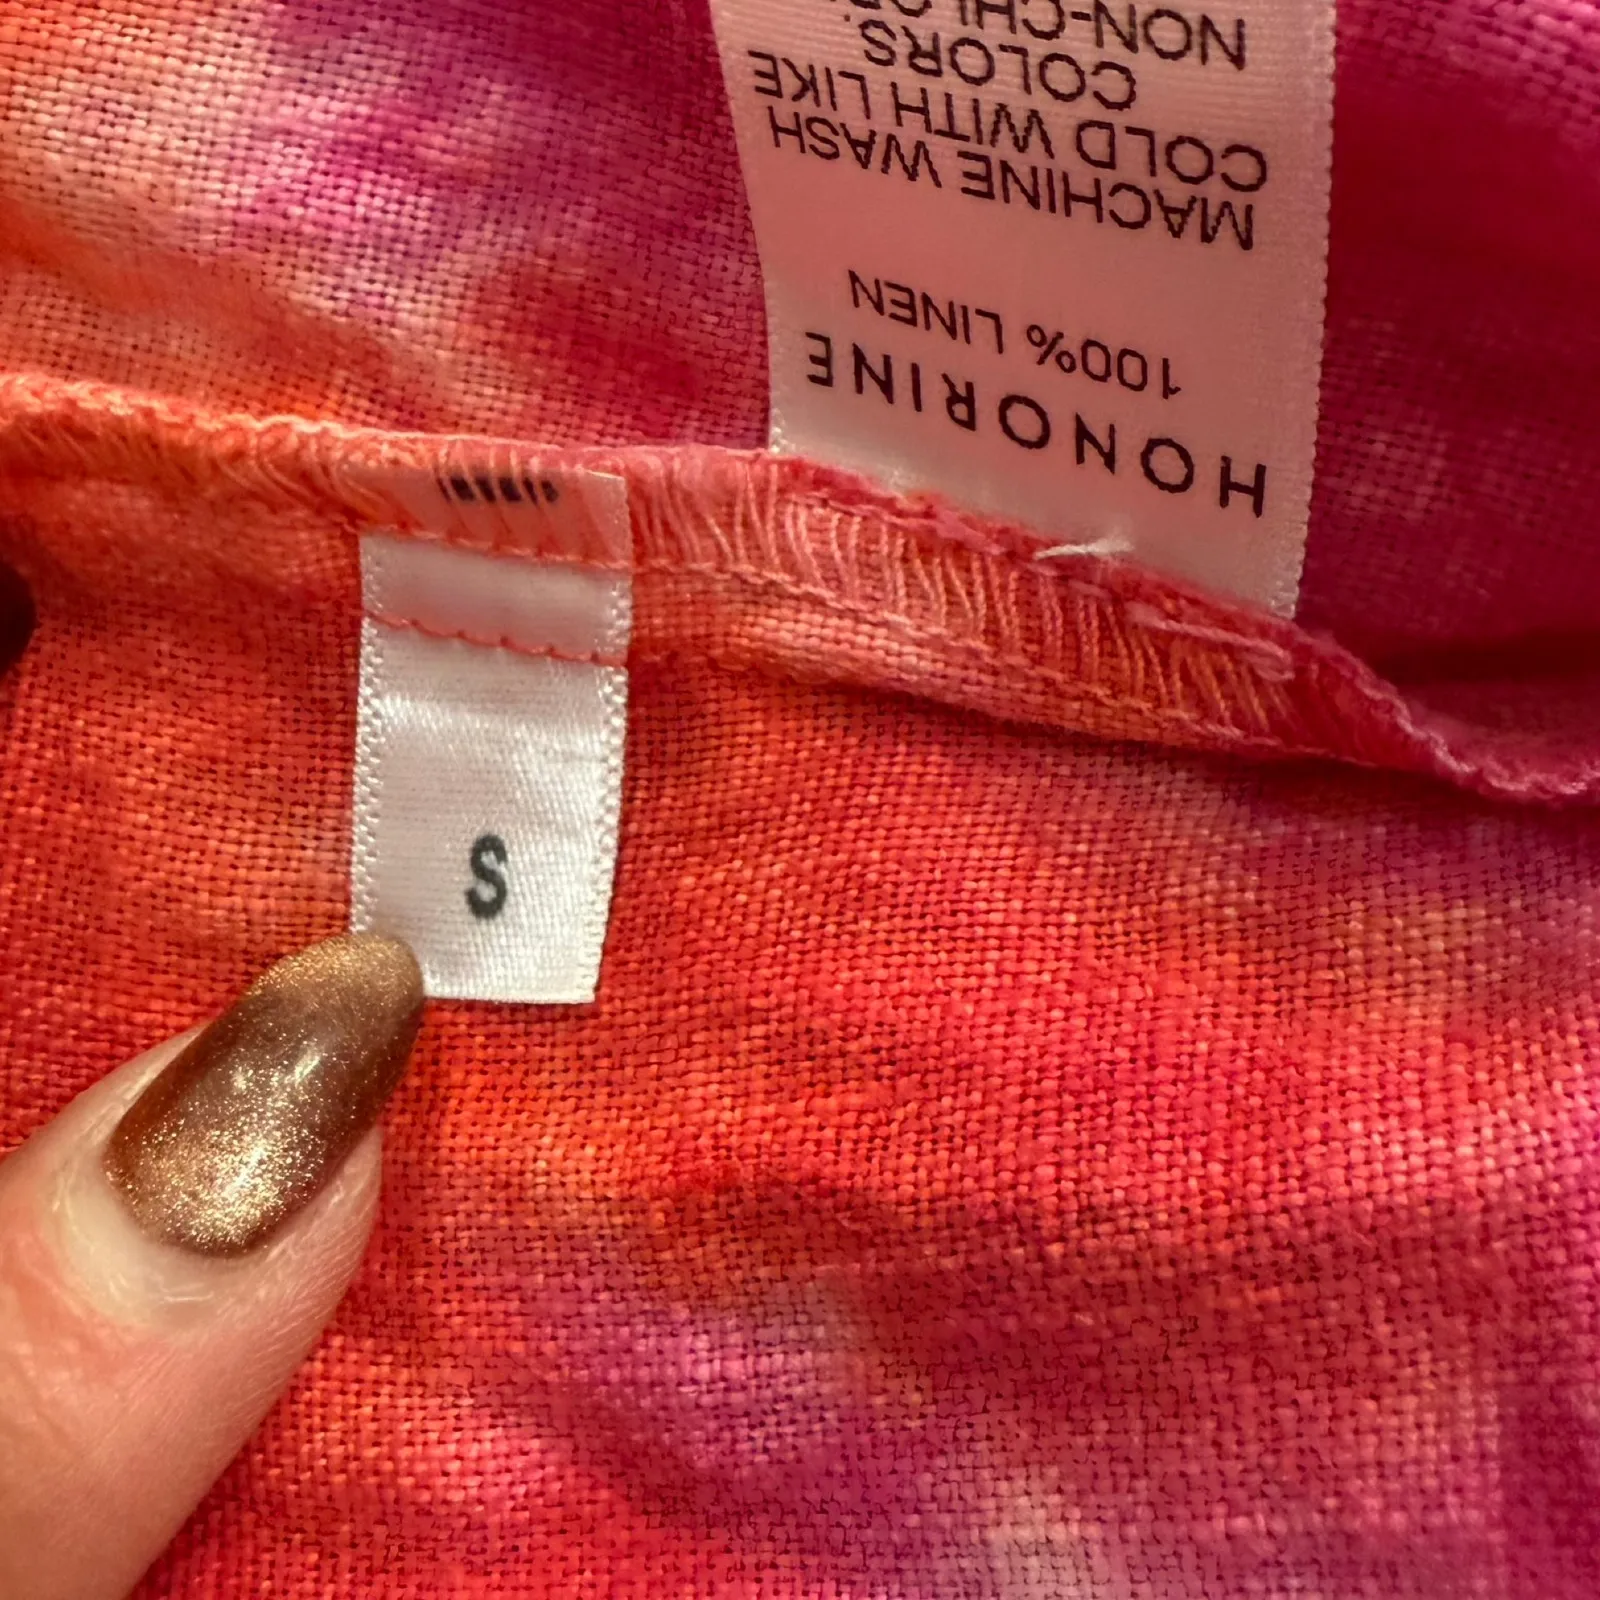 HONORINE
100% LINEN
MACHINE WASH
COLD WITH LIKE
COLORS.
S